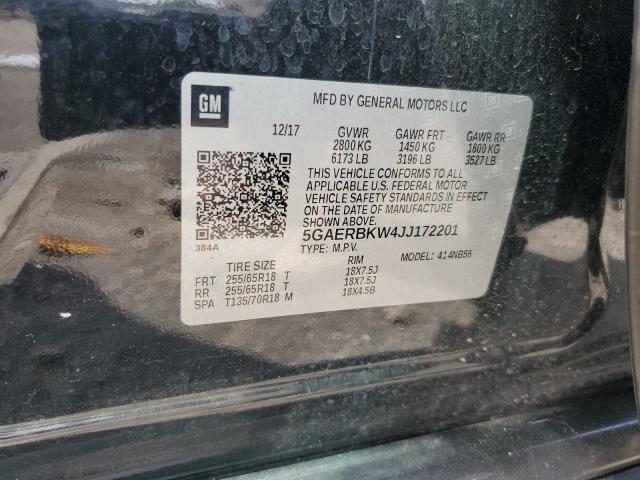 GM
MFD BY GENERAL MOTORS LLC
12/17 GVWR GAWR FRT GAWR RR
2800 KG 1450 KG 1600 KG
6173 LB 3196 LB 3527 LB
THIS VEHICLE CONFORMS TO ALL
APPLICABLE U.S. FEDERAL MOTOR
VEHICLE SAFETY STANDARDS IN EFFECT
ON THE DATE OF MANUFACTURE
SHOWN ABOVE.
5GAERBKW4JJ172201
384A
TYPE: M.P.V. MODEL: 414NB56
TIRE SIZE RIM
FRT 255/65R18 T 18X7.5J
RR 255/65R18 T 18X7.5J
SPA T135/70R18 M 18X4.5B